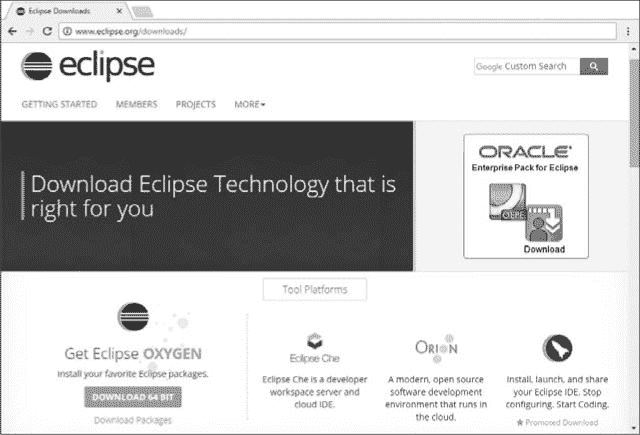 Eclipse Downloads
www.eclipse.org/downloads/
eclipse
Google Custom Search
GETTING STARTED MEMBERS PROJECTS MORE
Download Eclipse Technology that is
right for you
ORACLE
Enterprise Pack for Eclipse
OEPE
Download
Tool Platforms
Get Eclipse OXYGEN
Install your favorite Eclipse packages.
DOWNLOAD 64 BIT
Download Packages
Eclipse Che
Eclipse Che is a developer
workspace server and
cloud IDE.
ORION
A modern, open source
software development
environment that runs in
the cloud.
Install, launch, and share
your Eclipse IDE. Stop
configuring. Start Coding.
Promoted Download